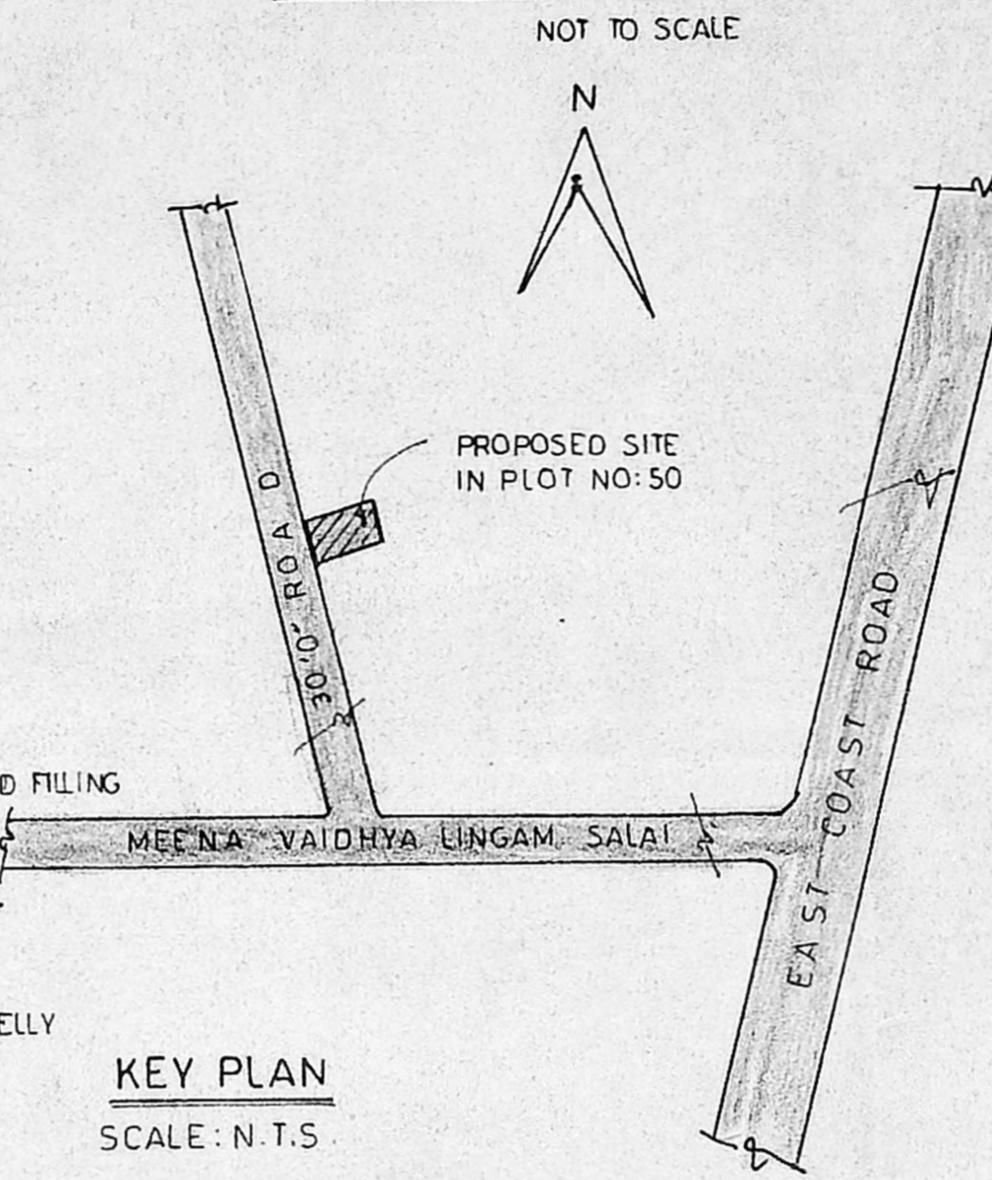 NOT TO SCALE
N
PROPOSED SITE
IN PLOT NO: 50
30'0" ROAD
EAST COAST ROAD
D FILLING
MEENA VAIDHYA LINGAM SALAI
ELLY
KEY PLAN
SCALE: N.T.S.